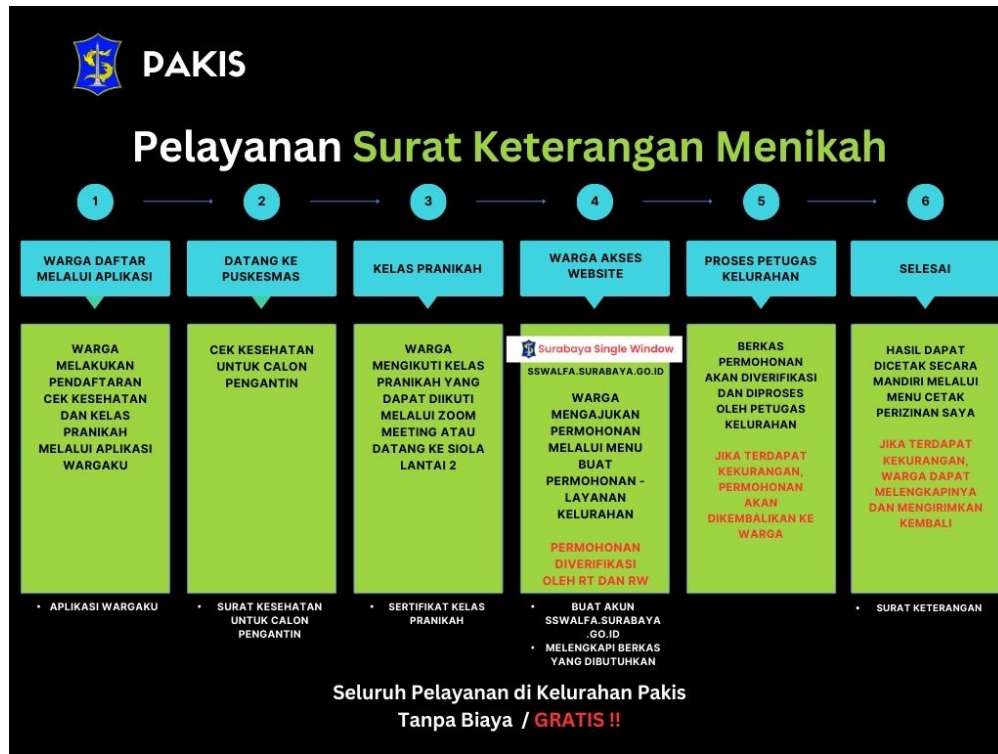 PAKIS
Pelayanan Surat Keterangan Menikah
1
2
3
4
5
6
WARGA DAFTAR
MELALUI APLIKASI
DATANG KE
PUSKESMAS
KELAS PRANIKAH
WARGA AKSES
WEBSITE
PROSES PETUGAS
KELURAHAN
SELESAI
WARGA
MELAKUKAN
PENDAFTARAN
CEK KESEHATAN
DAN KELAS
PRANIKAH
MELALUI APLIKASI
WARGAKU
CEK KESEHATAN
UNTUK CALON
PENGANTIN
WARGA
MENGIKUTI KELAS
PRANIKAH YANG
DAPAT DIIKUTI
MELALUI ZOOM
MEETING ATAU
DATANG KE SIOLA
LANTAI 2
Surabaya Single Window
SSWALFA.SURABAYA.GO.ID
WARGA
MENGAJUKAN
PERMOHONAN
MELALUI MENU
BUAT
PERMOHONAN -
LAYANAN
KELURAHAN
PERMOHONAN
DIVERIFIKASI
OLEH RT DAN RW
BERKAS
PERMOHONAN
AKAN DIVERIFIKASI
DAN DIPROSES
OLEH PETUGAS
KELURAHAN
JIKA TERDAPAT
KEKURANGAN,
PERMOHONAN
AKAN
DIKEMBALIKAN KE
WARGA
HASIL DAPAT
DICETAK SECARA
MANDIRI MELALUI
MENU CETAK
PERIZINAN SAYA
JIKA TERDAPAT
KEKURANGAN,
WARGA DAPAT
MELENGKAPINYA
DAN MENGIRIMKAN
KEMBALI
• APLIKASI WARGAKU
• SURAT KESEHATAN
UNTUK CALON
PENGANTIN
• SERTIFIKAT KELAS
PRANIKAH
• BUAT AKUN
SSWALFA.SURABAYA
.GO.ID
• MELENGKAPI BERKAS
YANG DIBUTUHKAN
• SURAT KETERANGAN
Seluruh Pelayanan di Kelurahan Pakis
Tanpa Biaya / GRATIS !!